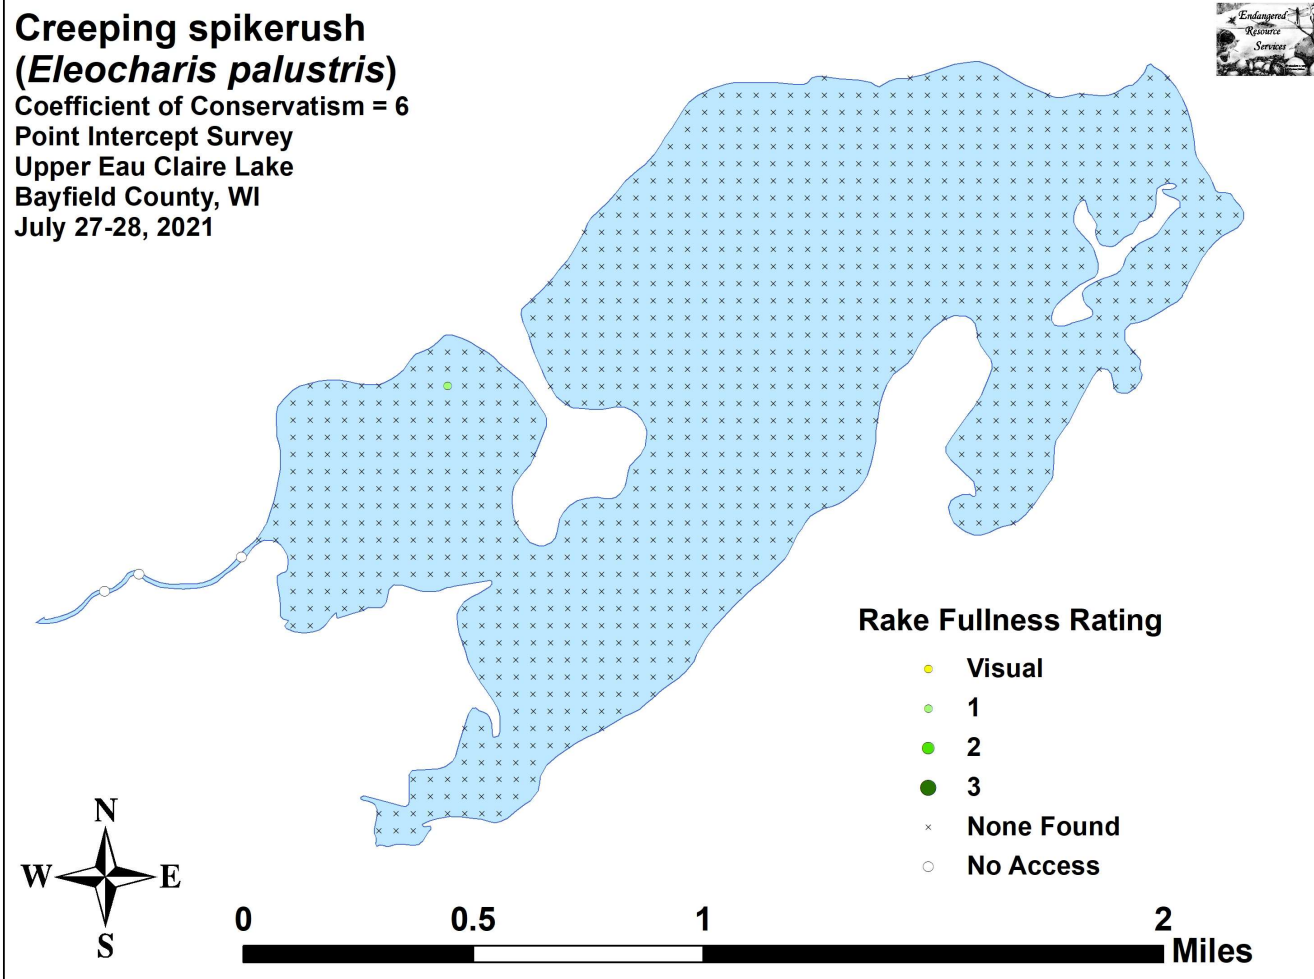 Creeping spikerush
(Eleocharis palustris)
Coefficient of Conservatism = 6
Point Intercept Survey
Upper Eau Claire Lake
Bayfield County, WI
July 27-28, 2021
Endangered
Resource
Services
Rake Fullness Rating
Visual
1
2
3
None Found
No Access
N
W E
S
0 0.5 1 2
Miles